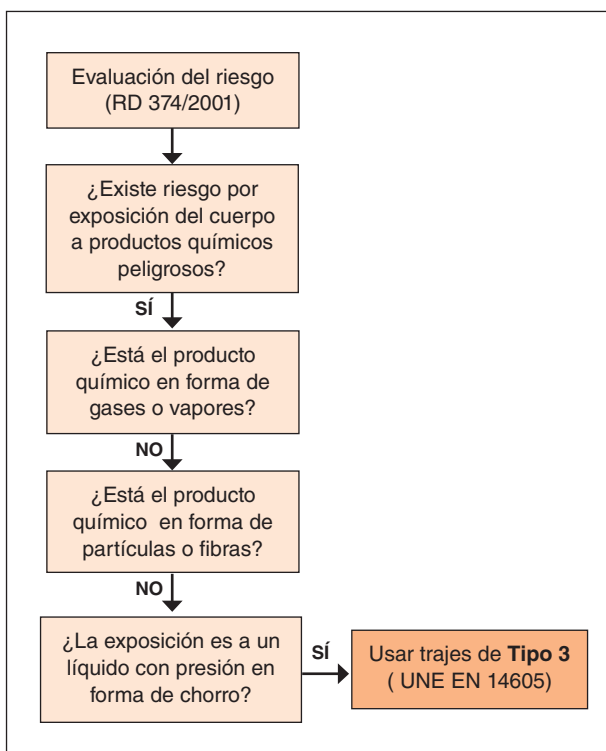 Evaluación del riesgo
(RD 374/2001)
¿Existe riesgo por
exposición del cuerpo
a productos químicos
peligrosos?
SÍ
¿Está el producto
químico en forma de
gases o vapores?
NO
¿Está el producto
químico en forma de
partículas o fibras?
NO
¿La exposición es a un
líquido con presión en
forma de chorro?
SÍ
Usar trajes de Tipo 3
( UNE EN 14605)